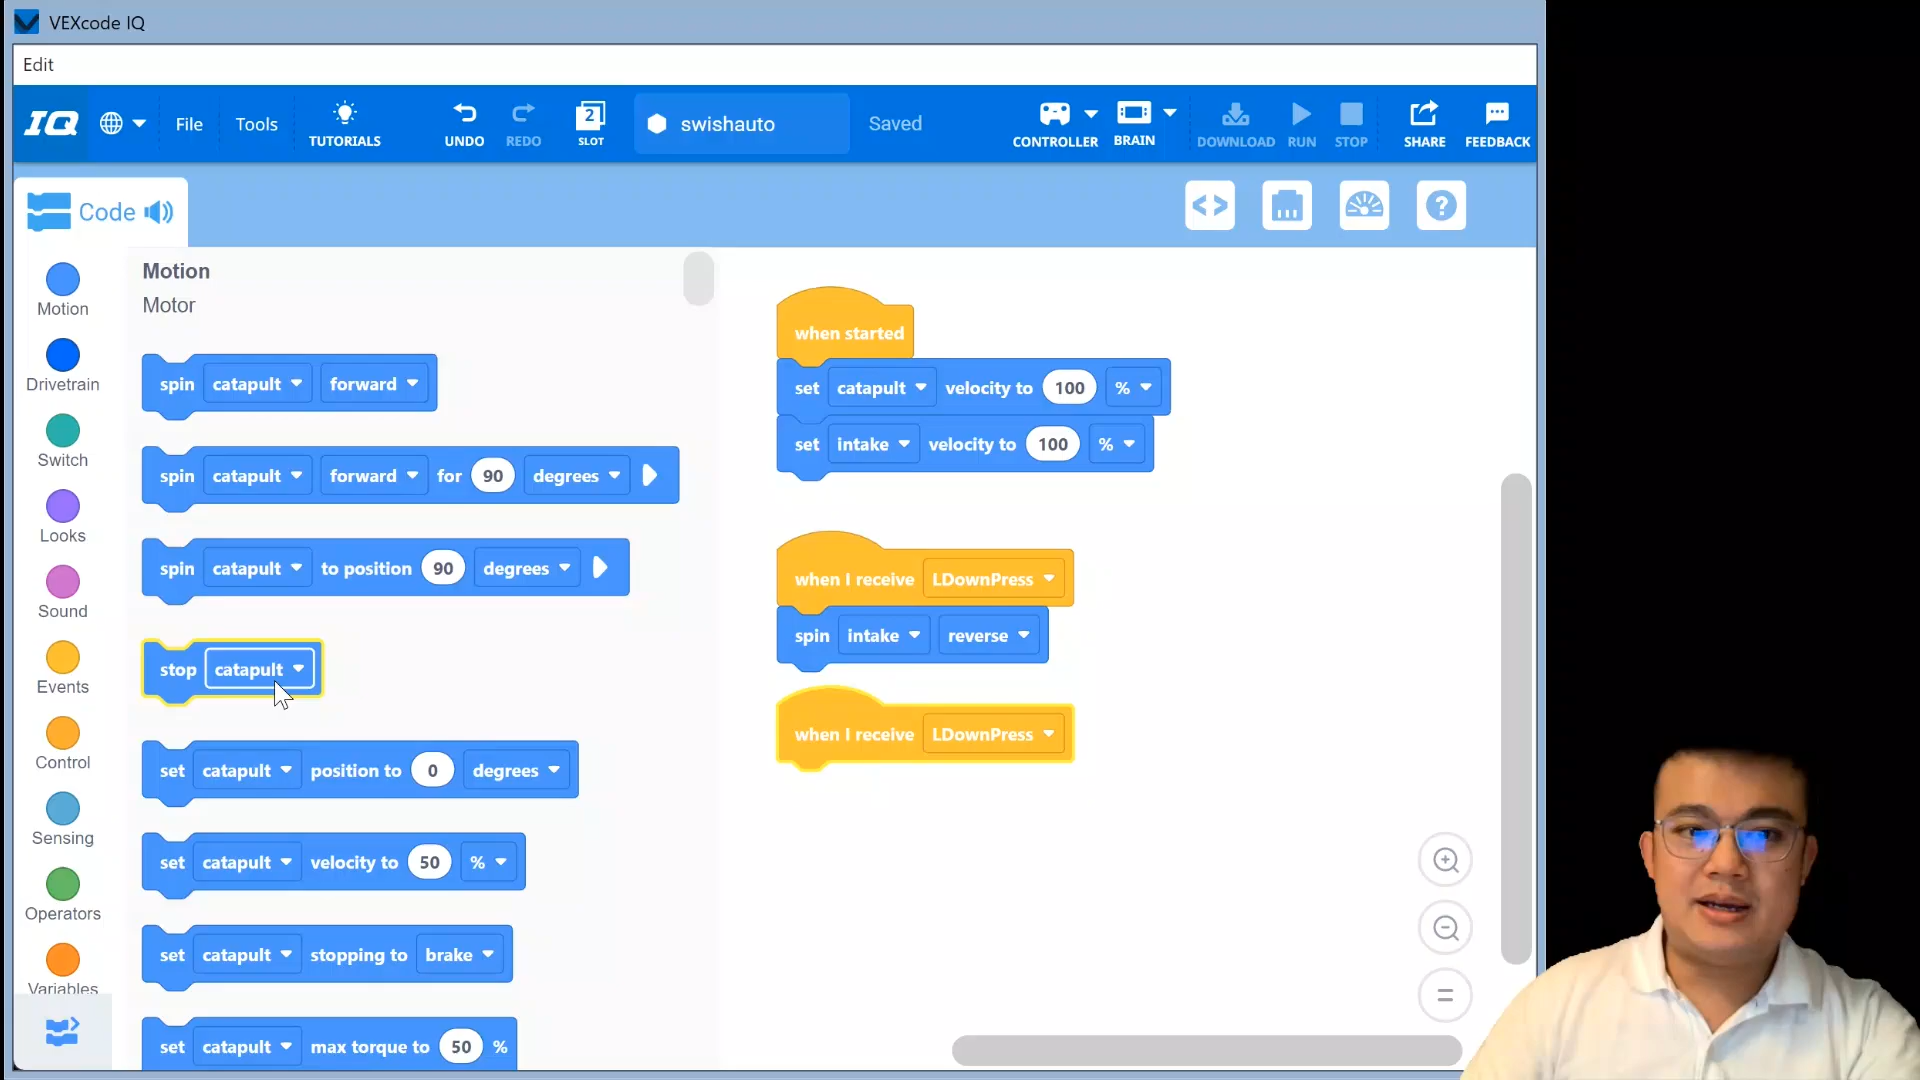 VEXcode IQ
Edit
IQ File Tools TUTORIALS UNDO REDO 2 SLOT swishauto Saved CONTROLLER BRAIN DOWNLOAD RUN STOP SHARE FEEDBACK
Code
?
Motion
Drivetrain
Switch
Looks
Sound
Events
Control
Sensing
Operators
Variables
Motion
Motor
spin catapult forward
spin catapult forward for 90 degrees
spin catapult to position 90 degrees
stop catapult
set catapult position to 0 degrees
set catapult velocity to 50 %
set catapult stopping to brake
set catapult max torque to 50 %
when started
set catapult velocity to 100 %
set intake velocity to 100 %
when I receive LDownPress
spin intake reverse
when I receive LDownPress